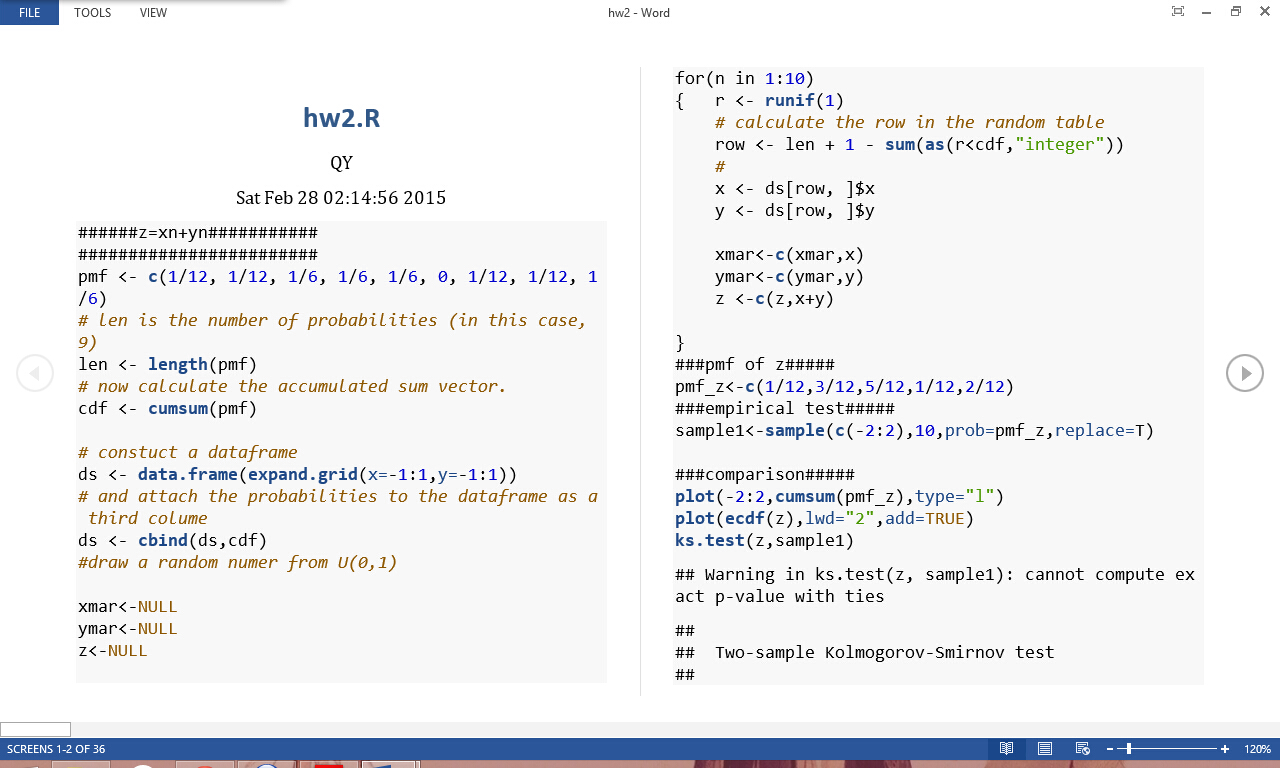 FILE TOOLS VIEW hw2 - Word
hw2.R
QY
Sat Feb 28 02:14:56 2015
######z=xn+yn###########
########################
pmf <- c(1/12, 1/12, 1/6, 1/6, 1/6, 0, 1/12, 1/12, 1
/6)
# len is the number of probabilities (in this case,
9)
len <- length(pmf)
# now calculate the accumulated sum vector.
cdf <- cumsum(pmf)
# constuct a dataframe
ds <- data.frame(expand.grid(x=-1:1,y=-1:1))
# and attach the probabilities to the dataframe as a
third colume
ds <- cbind(ds,cdf)
#draw a random numer from U(0,1)
xmar<-NULL
ymar<-NULL
z<-NULL
for(n in 1:10)
{   r <- runif(1)
    # calculate the row in the random table
    row <- len + 1 - sum(as(r<cdf,"integer"))
    #
    x <- ds[row, ]$x
    y <- ds[row, ]$y
    xmar<-c(xmar,x)
    ymar<-c(ymar,y)
    z <-c(z,x+y)
}
###pmf of z#####
pmf_z<-c(1/12,3/12,5/12,1/12,2/12)
###empirical test#####
sample1<-sample(c(-2:2),10,prob=pmf_z,replace=T)
###comparison#####
plot(-2:2,cumsum(pmf_z),type="l")
plot(ecdf(z),lwd="2",add=TRUE)
ks.test(z,sample1)
## Warning in ks.test(z, sample1): cannot compute ex
act p-value with ties
##
##  Two-sample Kolmogorov-Smirnov test
##
SCREENS 1-2 OF 36 120%